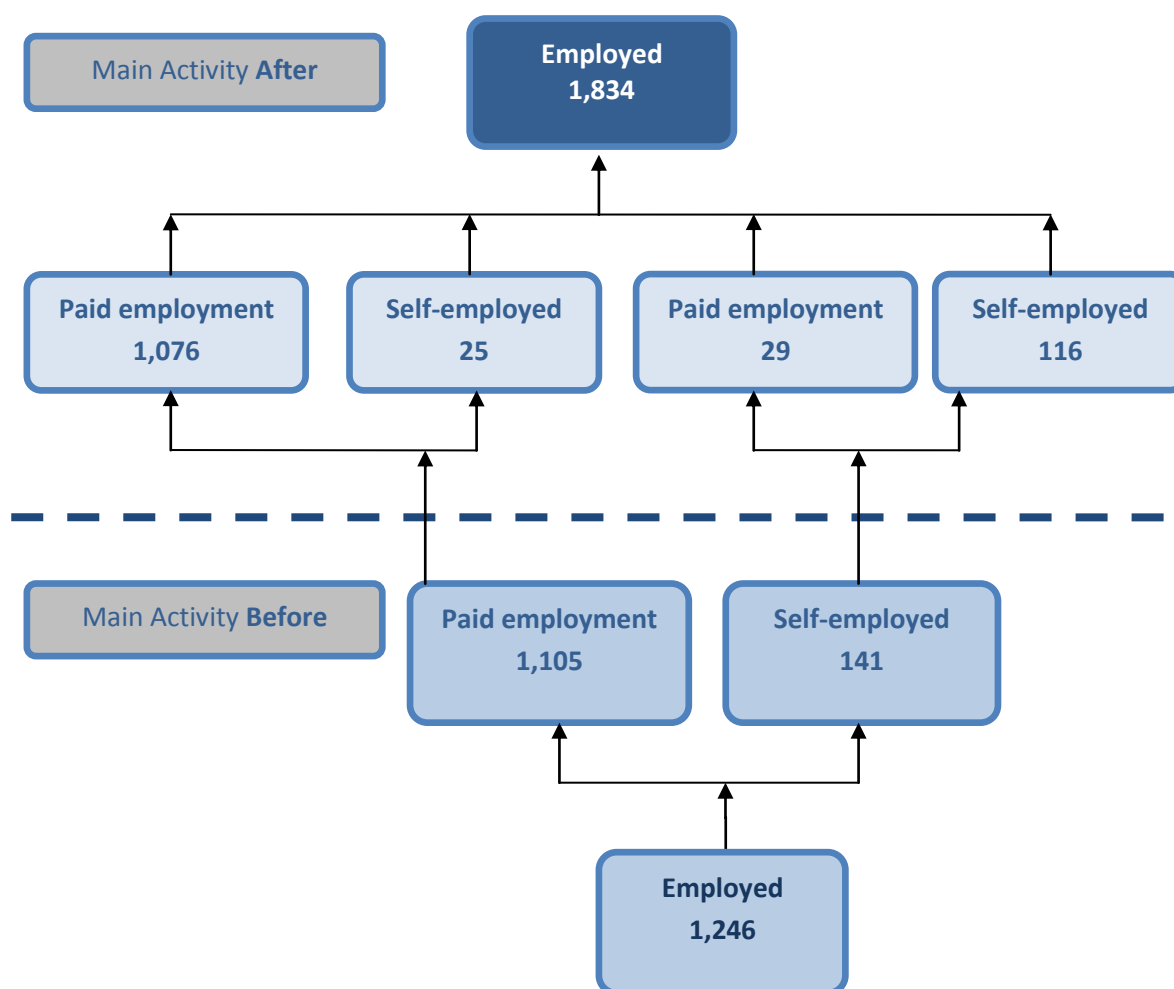 Main Activity After
Employed
1,834
Paid employment
1,076
Self-employed
25
Paid employment
29
Self-employed
116
Main Activity Before
Paid employment
1,105
Self-employed
141
Employed
1,246